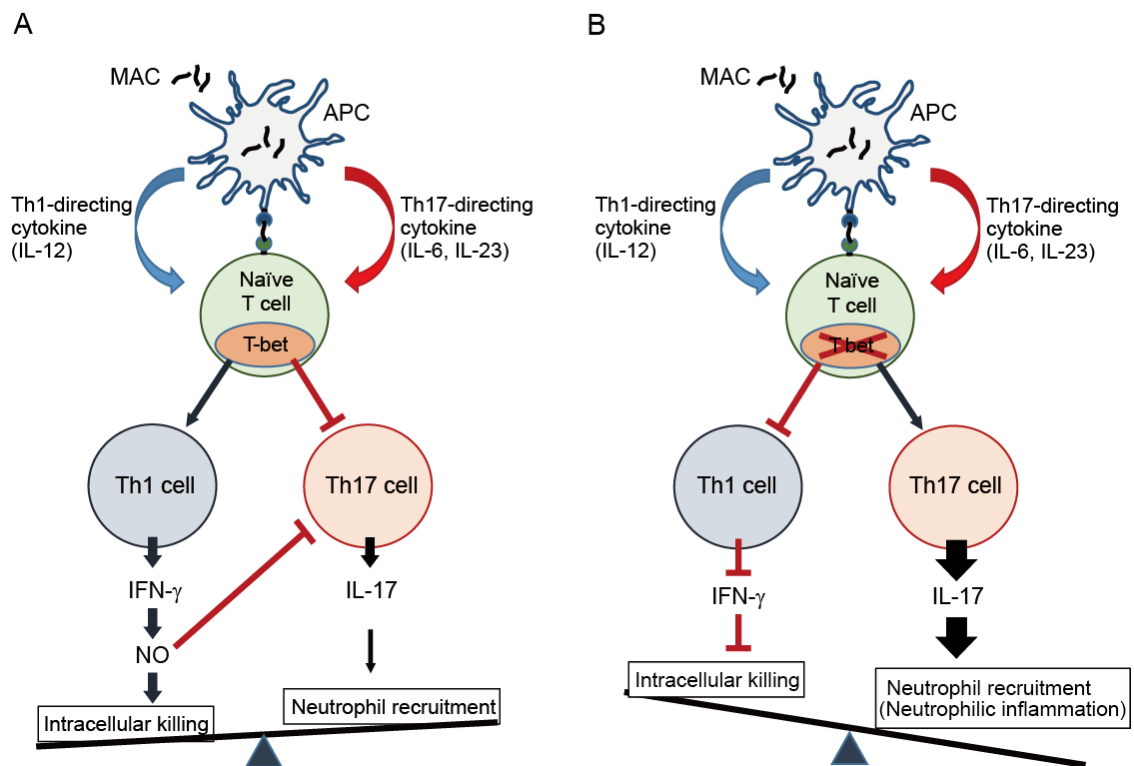 A
MAC
APC
Th1-directing
cytokine
(IL-12)
Th17-directing
cytokine
(IL-6, IL-23)
Naïve
T cell
T-bet
Th1 cell
Th17 cell
IFN-γ
IL-17
NO
Intracellular killing
Neutrophil recruitment
B
MAC
APC
Th1-directing
cytokine
(IL-12)
Th17-directing
cytokine
(IL-6, IL-23)
Naïve
T cell
T-bet
Th1 cell
Th17 cell
IFN-γ
IL-17
Intracellular killing
Neutrophil recruitment
(Neutrophilic inflammation)